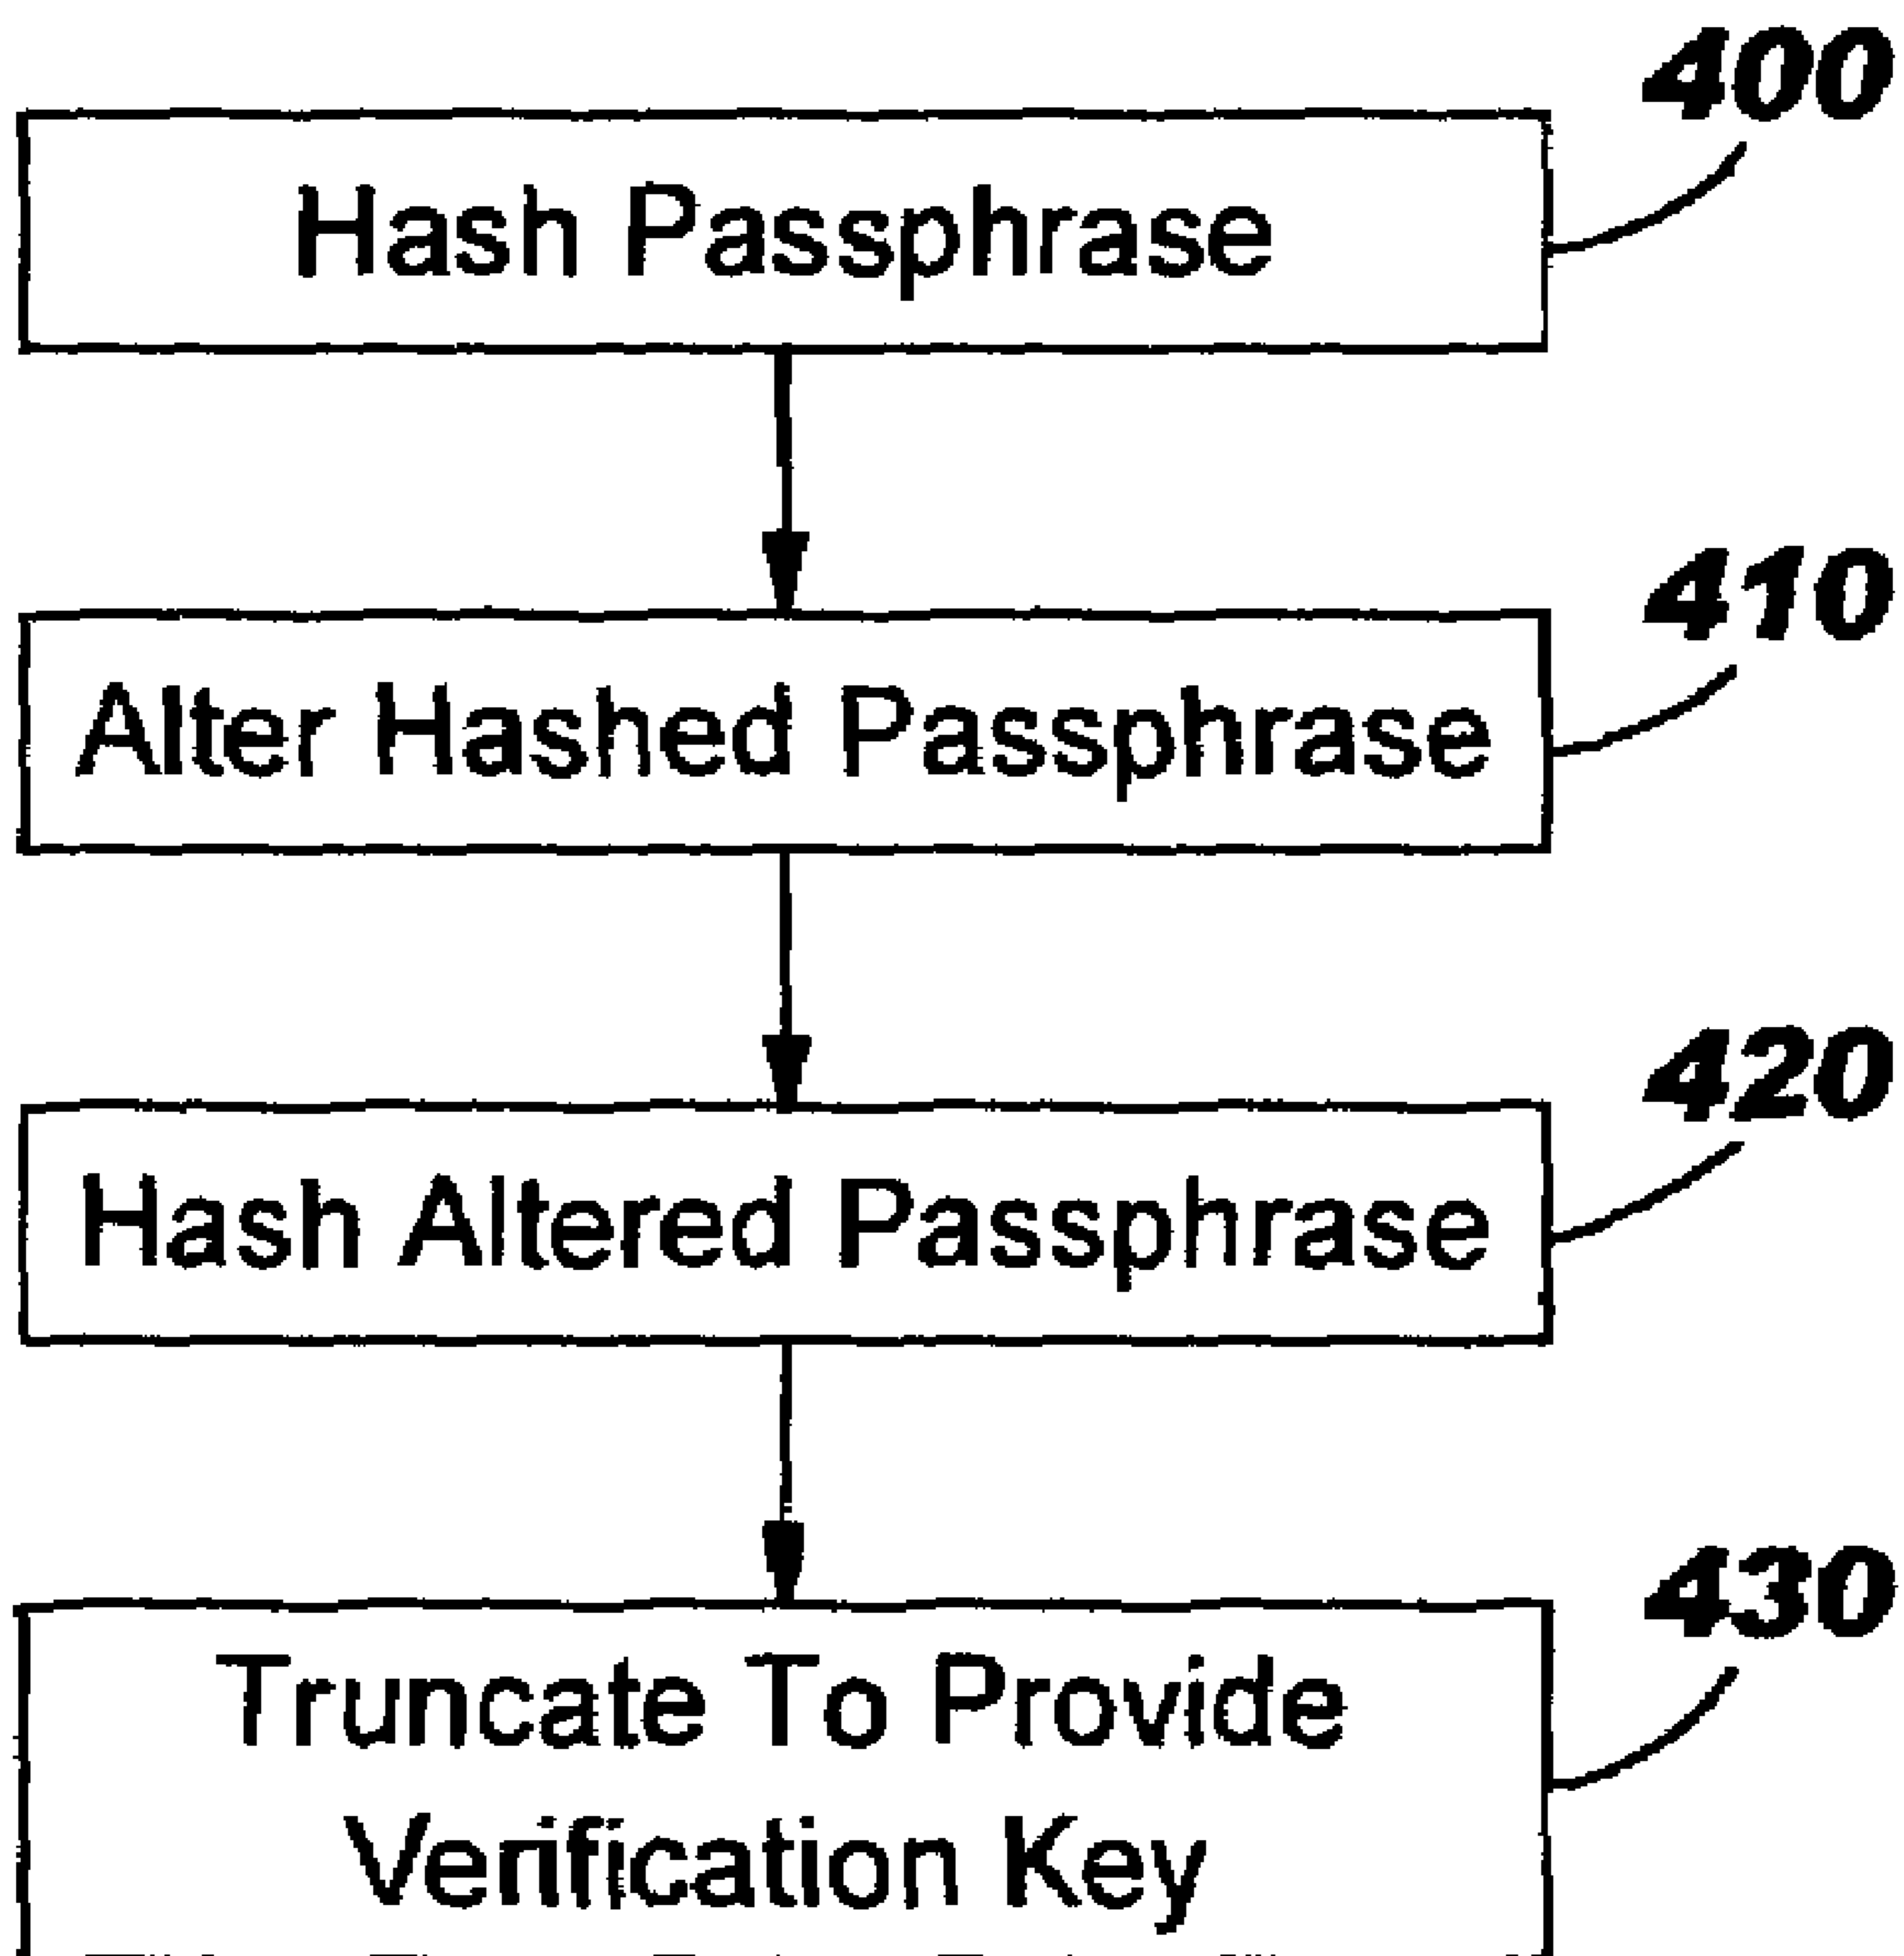 400
Hash Passphrase
410
Alter Hashed Passphrase
420
Hash Altered Passphrase
430
Truncate To Provide
Verification Key